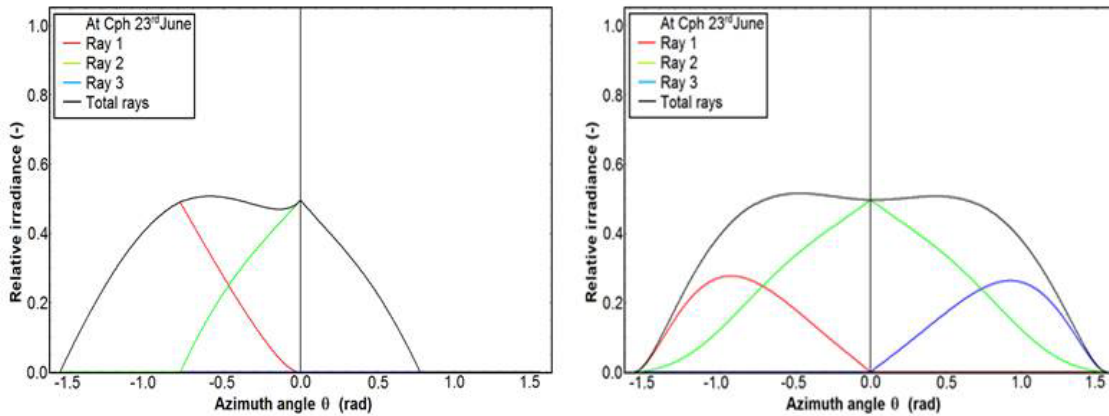 At Cph 23rdJune
Ray 1
Ray 2
Ray 3
Total rays
1.0
0.8
0.6
0.4
0.2
0.0
Relative irradiance (-)
-1.5 -1.0 -0.5 0.0 0.5 1.0 1.5
Azimuth angle θ (rad)
At Cph 23rdJune
Ray 1
Ray 2
Ray 3
Total rays
1.0
0.8
0.6
0.4
0.2
0.0
Relative irradiance (-)
-1.5 -1.0 -0.5 0.0 0.5 1.0 1.5
Azimuth angle θ (rad)